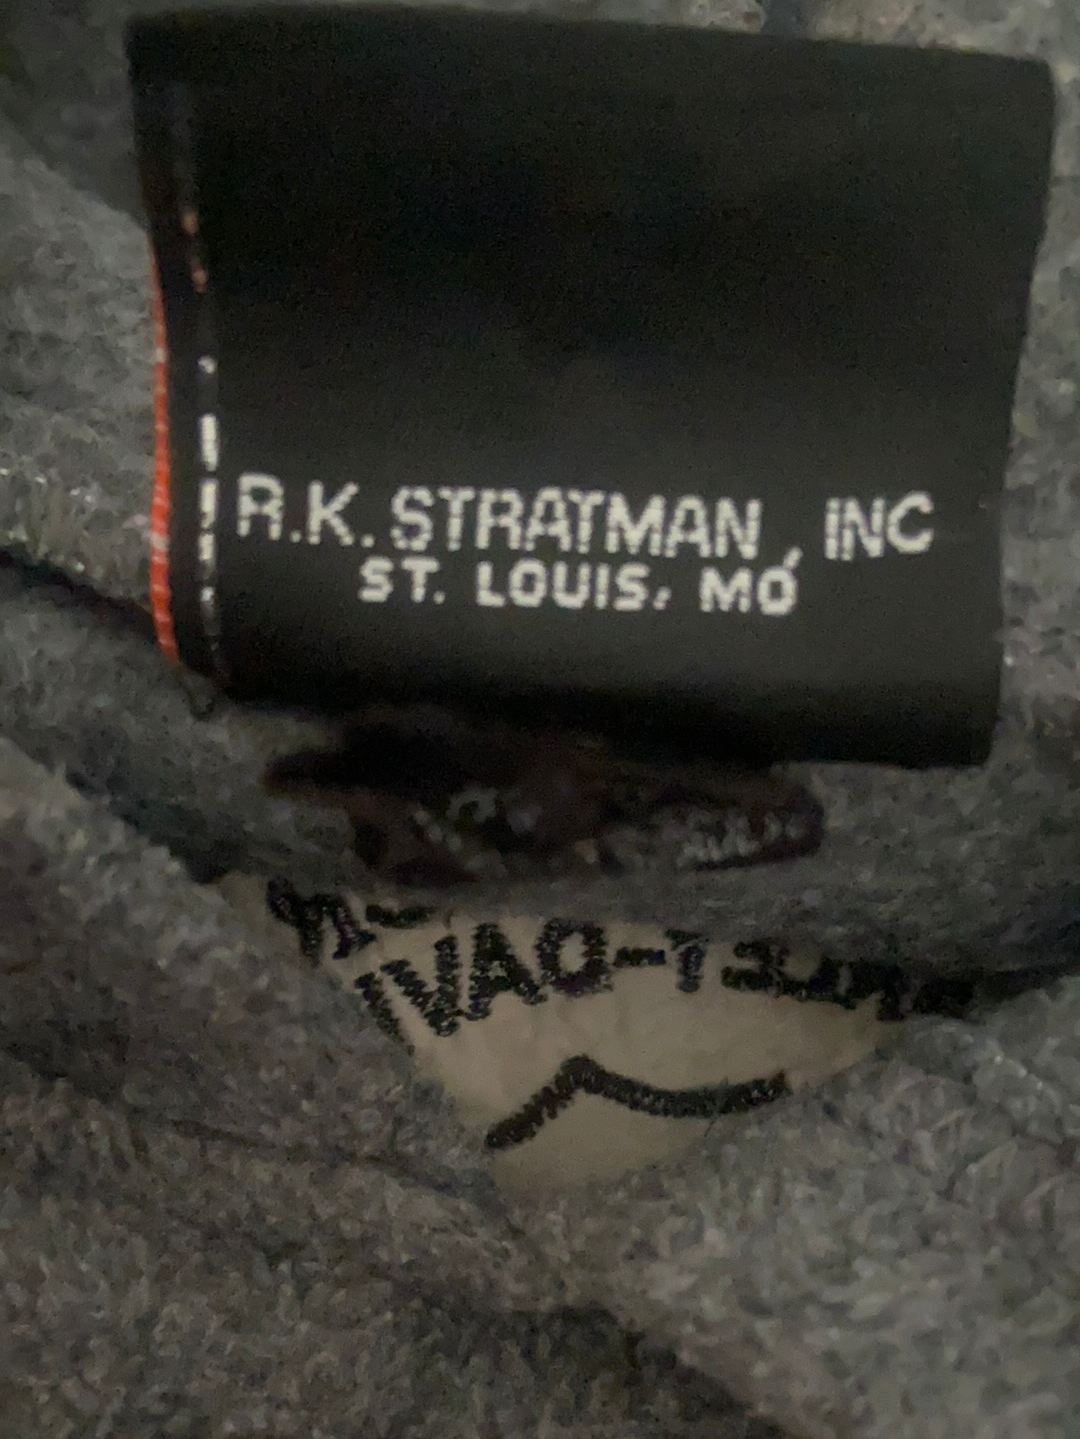 R.K. STRATMAN, INC
ST. LOUIS, MO